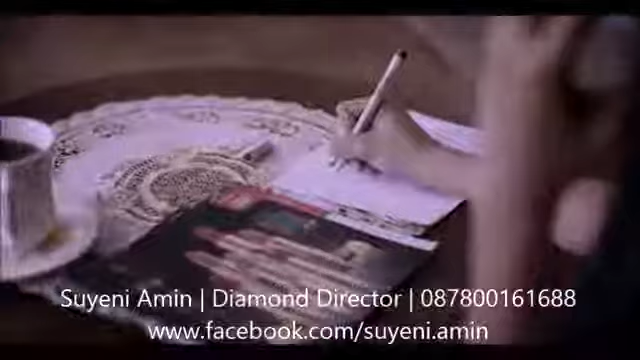 Suyeni Amin | Diamond Director | 087800161688
www.facebook.com/suyeni.amin